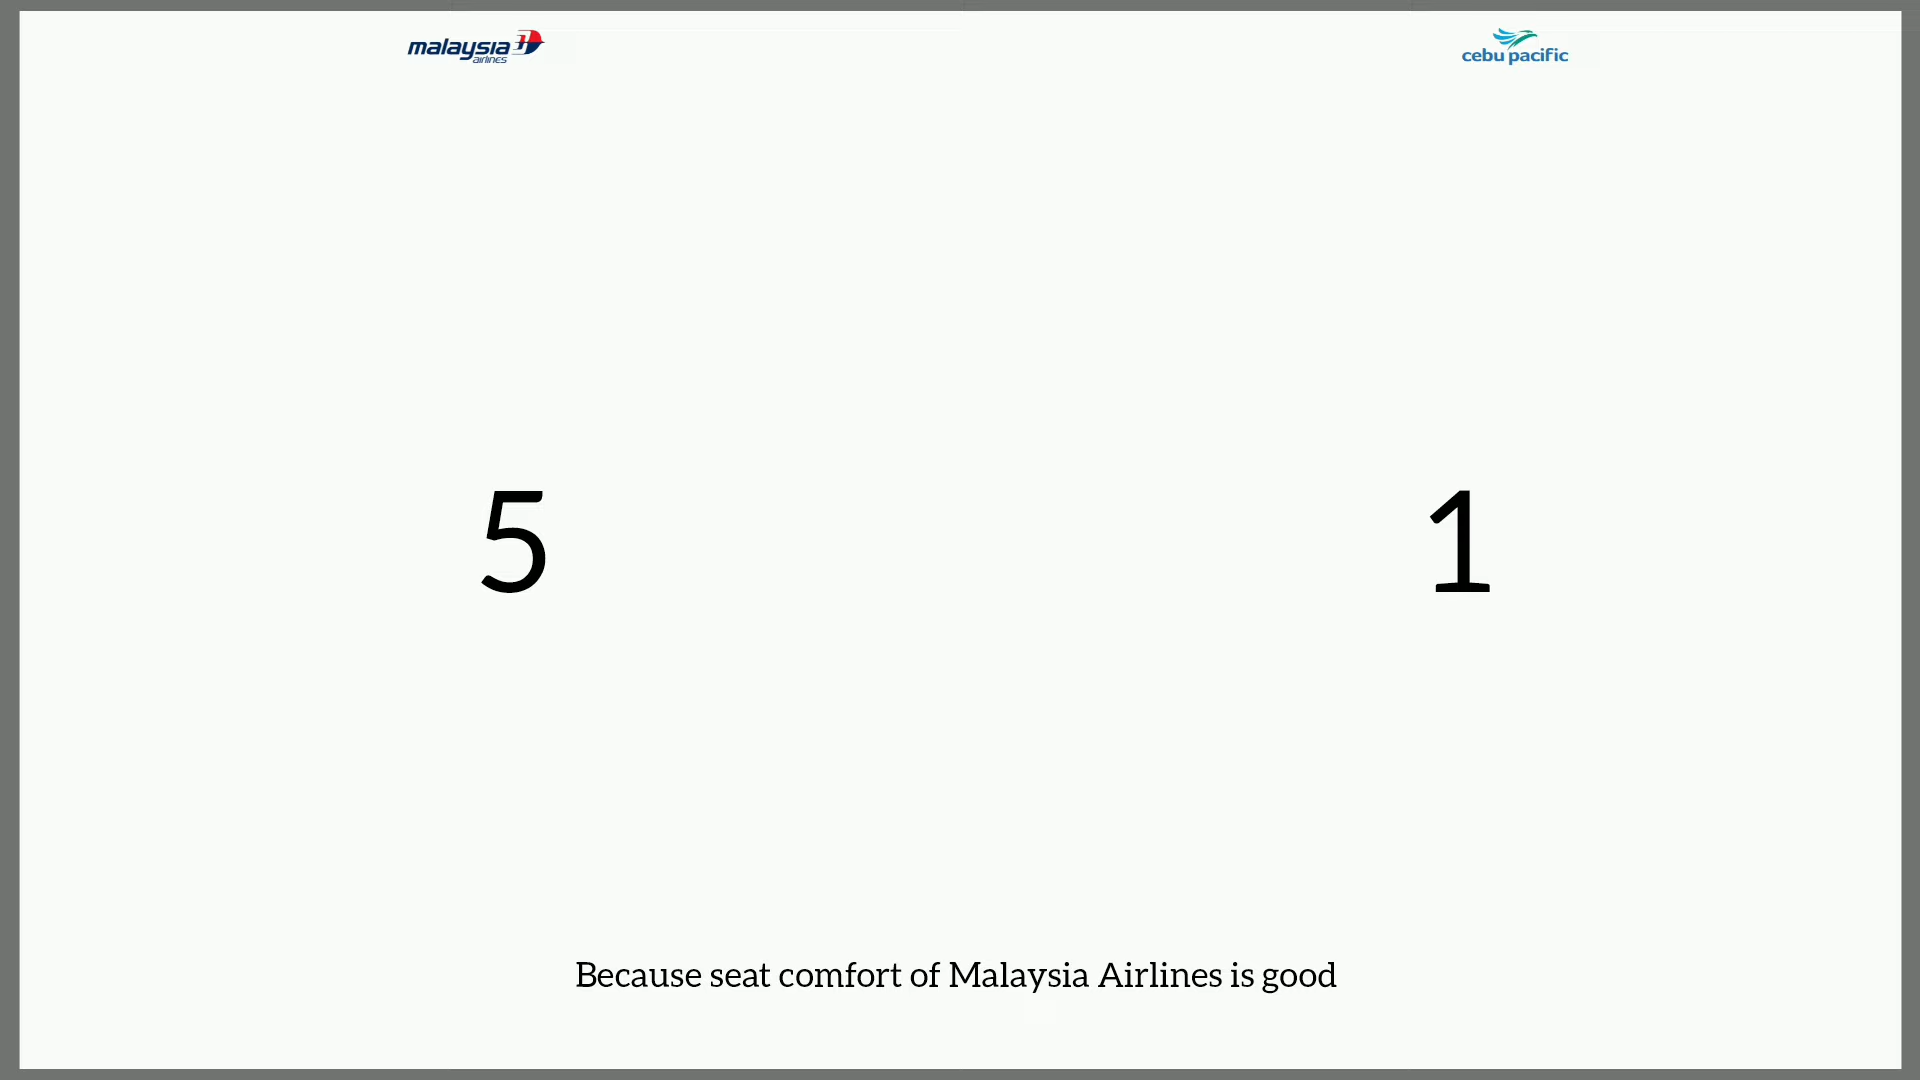 malaysia
airlines
cebu pacific
5
1
Because seat comfort of Malaysia Airlines is good